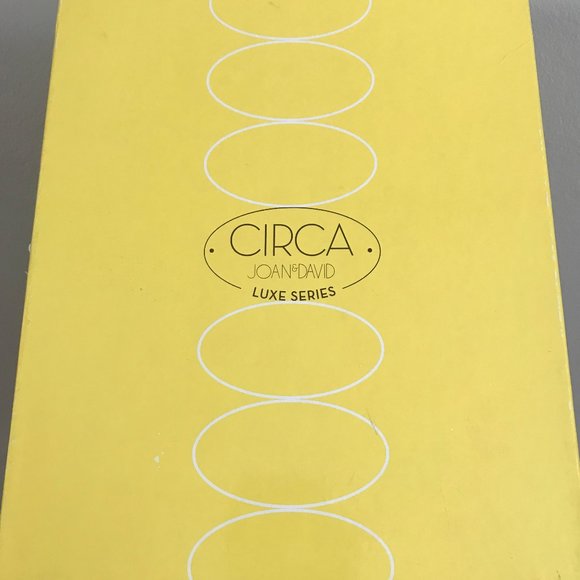 • CIRCA •
JOAN&DAVID
LUXE SERIES